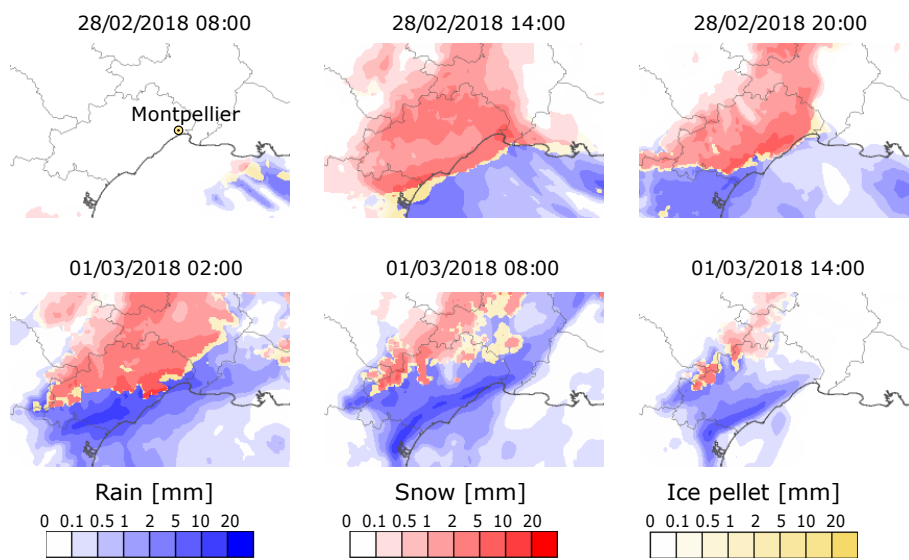 28/02/2018 08:00 28/02/2018 14:00 28/02/2018 20:00
Montpellier
01/03/2018 02:00 01/03/2018 08:00 01/03/2018 14:00
Rain [mm] Snow [mm] Ice pellet [mm]
0 0.1 0.5 1 2 5 10 20 0 0.1 0.5 1 2 5 10 20 0 0.1 0.5 1 2 5 10 20